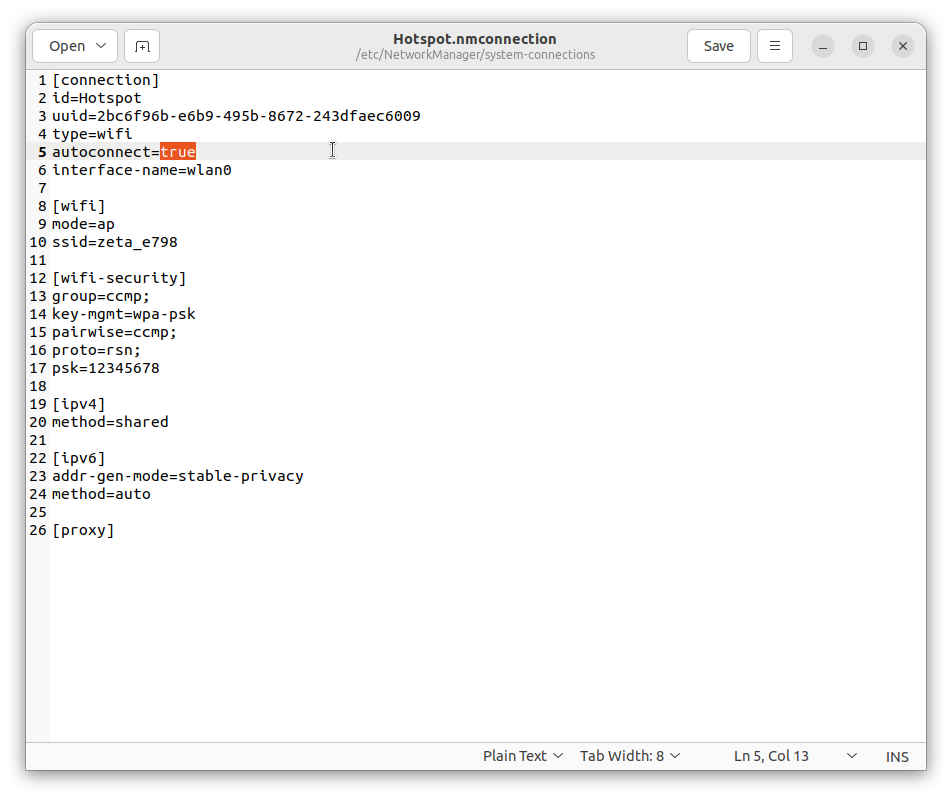 Open
Hotspot.nmconnection
/etc/NetworkManager/system-connections
Save
1 [connection]
2 id=Hotspot
3 uuid=2bc6f96b-e6b9-495b-8672-243dfaec6009
4 type=wifi
5 autoconnect=true
6 interface-name=wlan0
7
8 [wifi]
9 mode=ap
10 ssid=zeta_e798
11
12 [wifi-security]
13 group=ccmp;
14 key-mgmt=wpa-psk
15 pairwise=ccmp;
16 proto=rsn;
17 psk=12345678
18
19 [ipv4]
20 method=shared
21
22 [ipv6]
23 addr-gen-mode=stable-privacy
24 method=auto
25
26 [proxy]
Plain Text Tab Width: 8 Ln 5, Col 13 INS